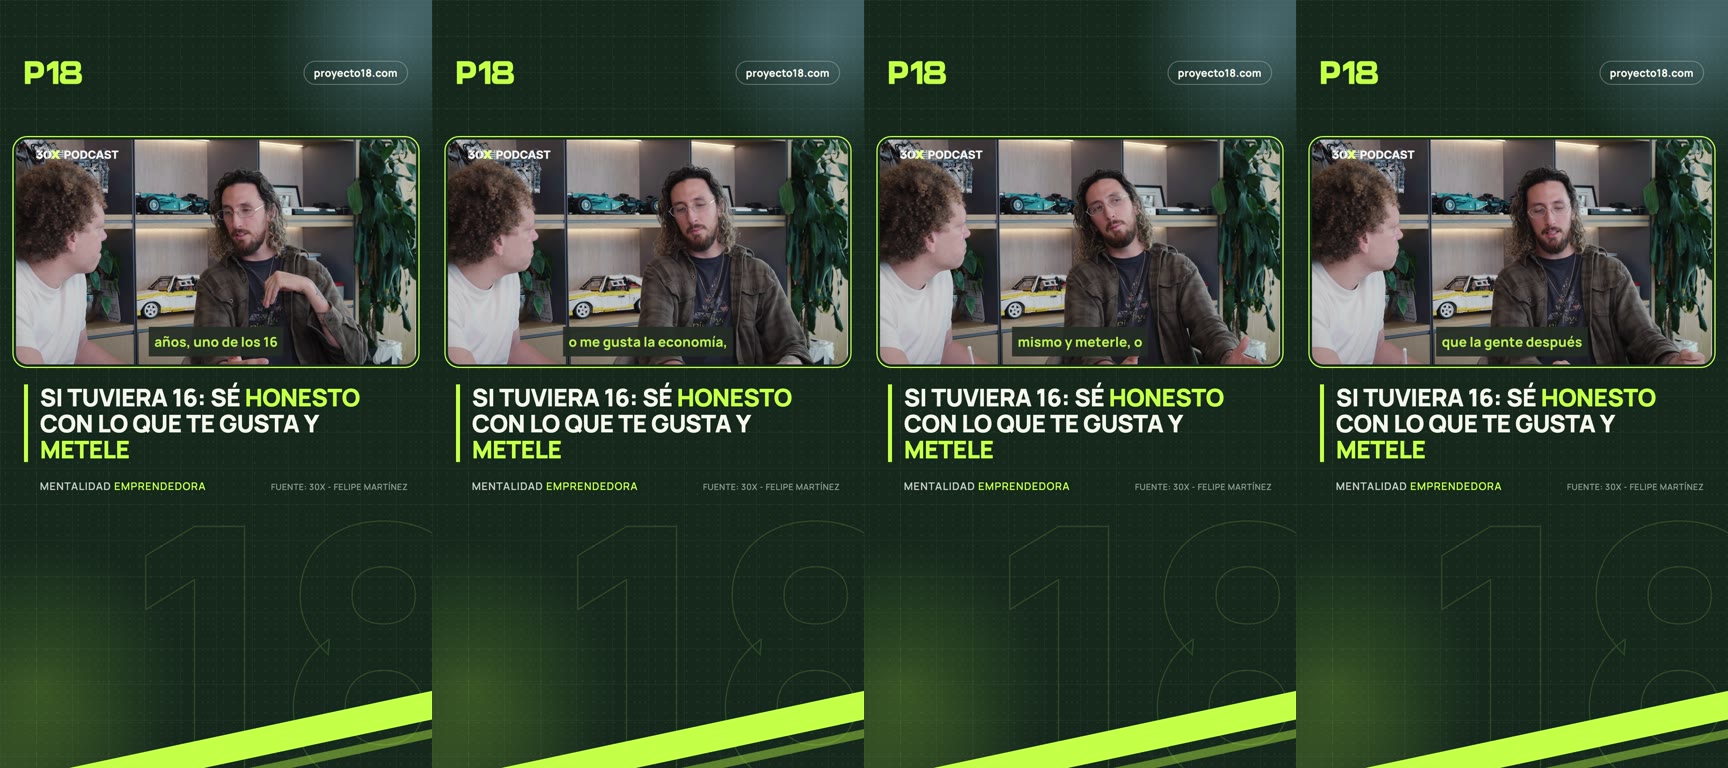 P18
proyecto18.com
30X PODCAST
años, uno de los 16
SI TUVIERA 16: SÉ HONESTO
CON LO QUE TE GUSTA Y
METELE
MENTALIDAD EMPRENDEDORA
FUENTE: 30X - FELIPE MARTÍNEZ
18
P18
proyecto18.com
30X PODCAST
o me gusta la economía,
SI TUVIERA 16: SÉ HONESTO
CON LO QUE TE GUSTA Y
METELE
MENTALIDAD EMPRENDEDORA
FUENTE: 30X - FELIPE MARTÍNEZ
18
P18
proyecto18.com
30X PODCAST
mismo y meterle, o
SI TUVIERA 16: SÉ HONESTO
CON LO QUE TE GUSTA Y
METELE
MENTALIDAD EMPRENDEDORA
FUENTE: 30X - FELIPE MARTÍNEZ
18
P18
proyecto18.com
30X PODCAST
que la gente después
SI TUVIERA 16: SÉ HONESTO
CON LO QUE TE GUSTA Y
METELE
MENTALIDAD EMPRENDEDORA
FUENTE: 30X - FELIPE MARTÍNEZ
18